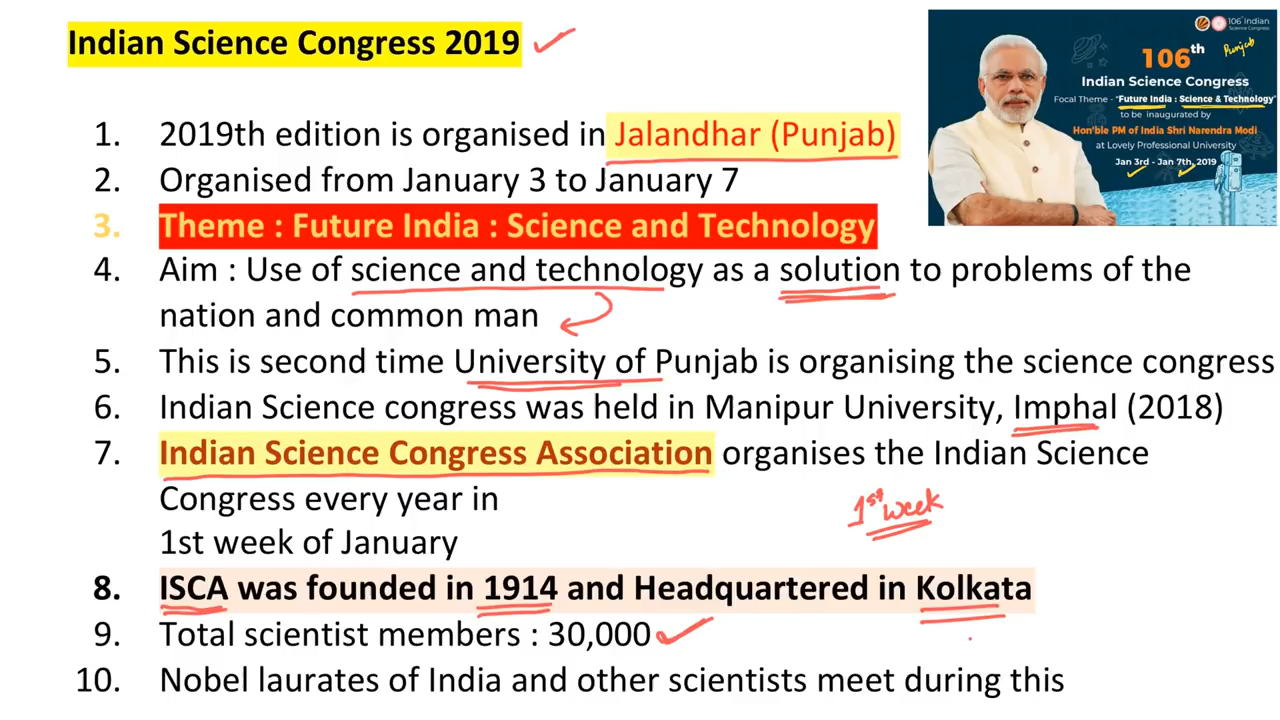 Indian Science Congress 2019
106th Indian
Science Congress
Punjab
106th
Indian Science Congress
Focal Theme - "Future India : Science & Technology"
to be inaugurated by
Hon'ble PM of India Shri Narendra Modi
at Lovely Professional University
Jan 3rd - Jan 7th, 2019
1. 2019th edition is organised in Jalandhar (Punjab)
2. Organised from January 3 to January 7
3. Theme : Future India : Science and Technology
4. Aim : Use of science and technology as a solution to problems of the
nation and common man
5. This is second time University of Punjab is organising the science congress
6. Indian Science congress was held in Manipur University, Imphal (2018)
7. Indian Science Congress Association organises the Indian Science
Congress every year in
1st week
1st week of January
8. ISCA was founded in 1914 and Headquartered in Kolkata
9. Total scientist members : 30,000
10. Nobel laurates of India and other scientists meet during this